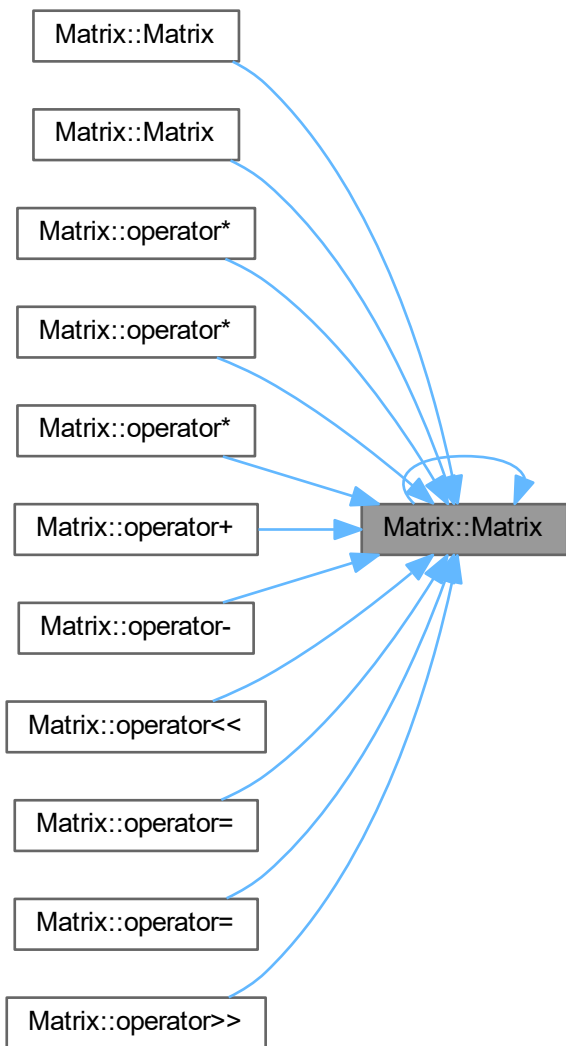 Matrix::Matrix
Matrix::Matrix
Matrix::operator*
Matrix::operator*
Matrix::operator*
Matrix::operator+
Matrix::Matrix
Matrix::operator-
Matrix::operator<<
Matrix::operator=
Matrix::operator=
Matrix::operator>>